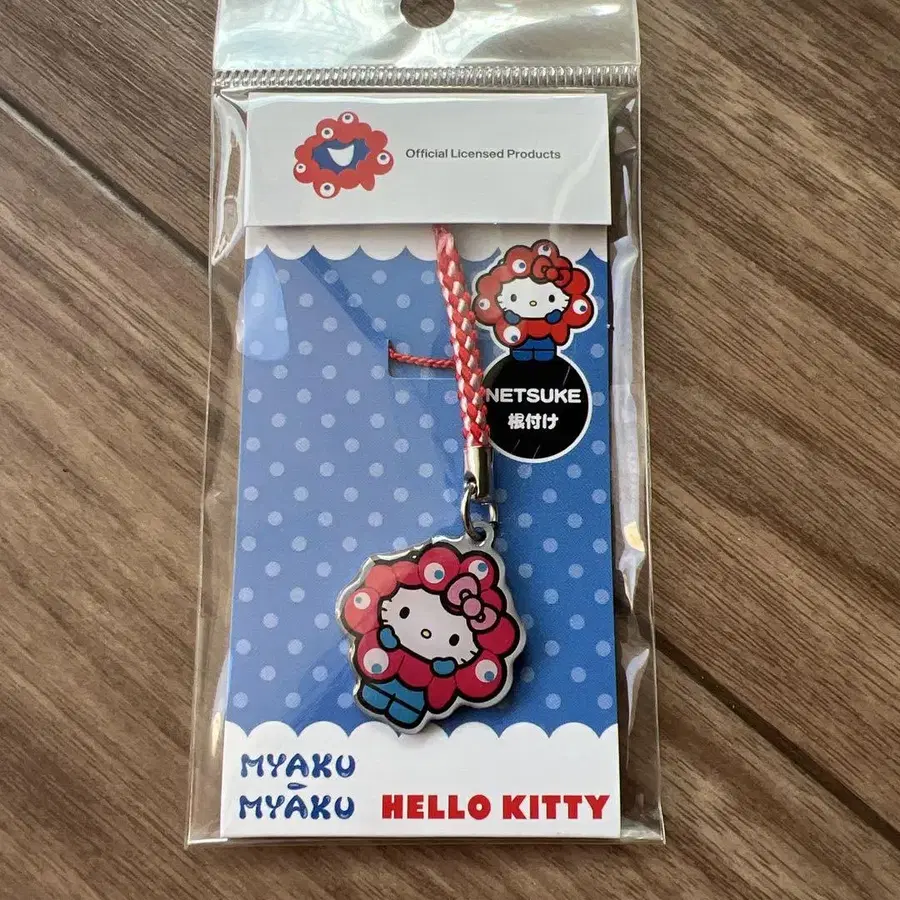 Official Licensed Products
NETSUKE
根付け
MYAKU
-
MYAKU
HELLO KITTY